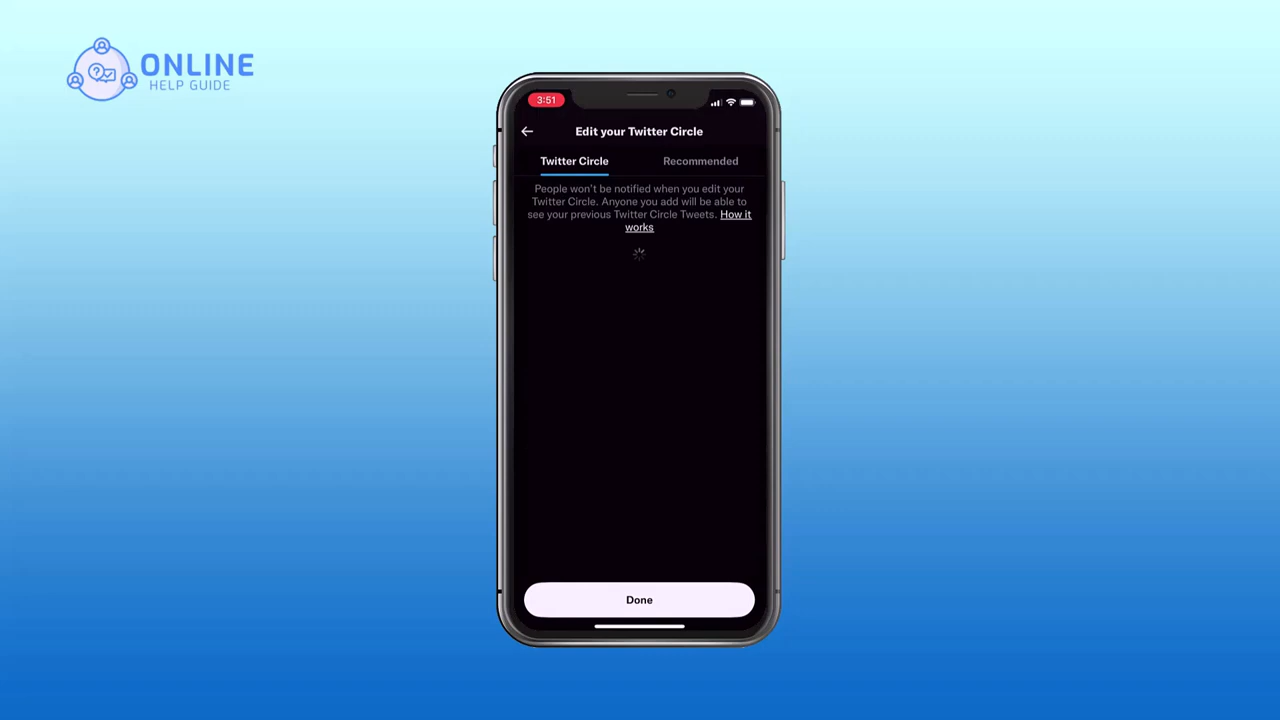 ONLINE
HELP GUIDE
3:51
Edit your Twitter Circle
Twitter Circle
Recommended
People won't be notified when you edit your
Twitter Circle. Anyone you add will be able to
see your previous Twitter Circle Tweets. How it
works
Done